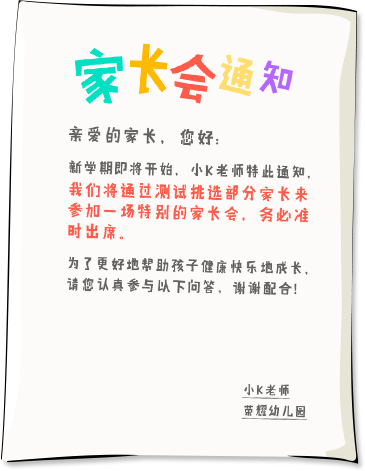 家长会通知
亲爱的家长，您好：
新学期即将开始，小K老师特此通知，
我们将通过测试挑选部分家长来
参加一场特别的家长会，务必准
时出席。
为了更好地帮助孩子健康快乐地成长，
请您认真参与以下问答，谢谢配合！
小K老师
荣耀幼儿园